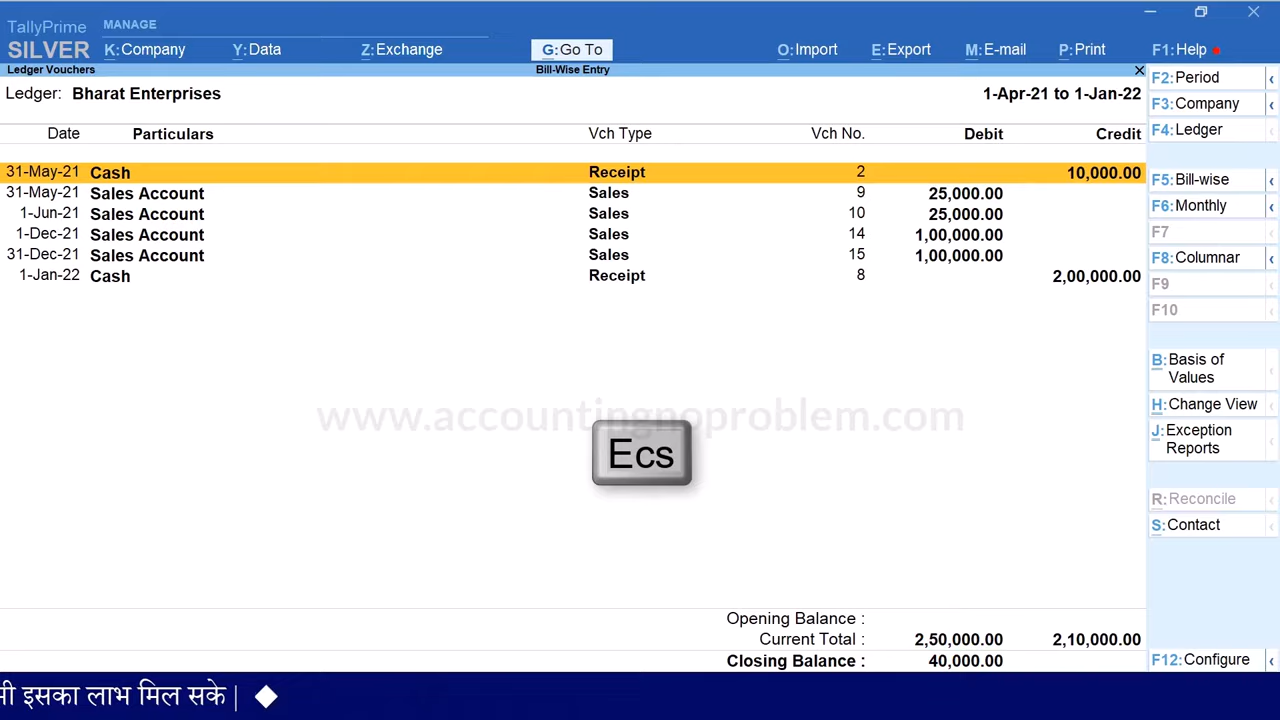 TallyPrime MANAGE
SILVER K:Company Y:Data Z:Exchange G:Go To O:Import E:Export M:E-mail P:Print F1:Help
Ledger Vouchers Bill-Wise Entry
Ledger: Bharat Enterprises 1-Apr-21 to 1-Jan-22
Date Particulars Vch Type Vch No. Debit Credit
31-May-21 Cash Receipt 2 10,000.00
31-May-21 Sales Account Sales 9 25,000.00
1-Jun-21 Sales Account Sales 10 25,000.00
1-Dec-21 Sales Account Sales 14 1,00,000.00
31-Dec-21 Sales Account Sales 15 1,00,000.00
1-Jan-22 Cash Receipt 8 2,00,000.00
www.accountingnoproblem.com
Ecs
Opening Balance :
Current Total : 2,50,000.00 2,10,000.00
Closing Balance : 40,000.00
F2:Period
F3:Company
F4:Ledger
F5:Bill-wise
F6:Monthly
F7
F8:Columnar
F9
F10
B:Basis of
Values
H:Change View
J:Exception
Reports
R:Reconcile
S:Contact
F12:Configure
इसका लाभ मिल सके |